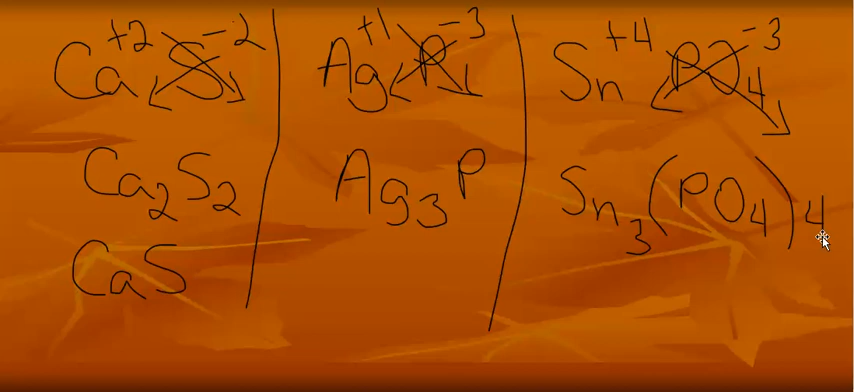 Ca+2 S-2
Ca2S2
CaS
Ag+1 P-3
Ag3P
Sn+4 PO4-3
Sn3(PO4)4